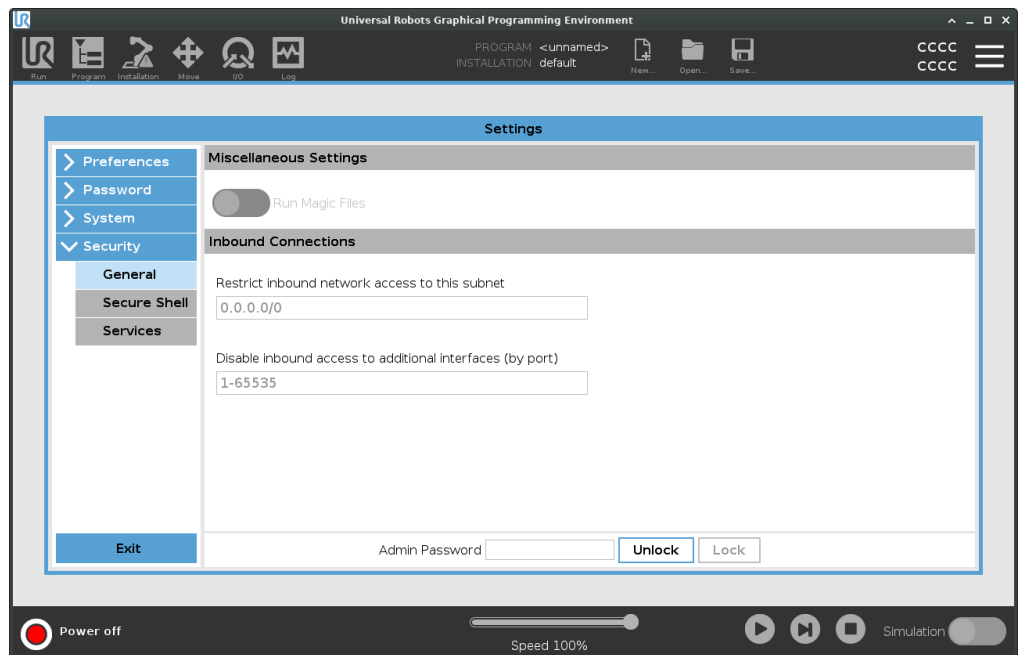 UR
Universal Robots Graphical Programming Environment
UR
Run
Program
Installation
Move
I/O
Log
PROGRAM <unnamed>
INSTALLATION default
New...
Open...
Save...
CCCC
CCCC
Settings
Preferences
Password
System
Security
General
Secure Shell
Services
Exit
Miscellaneous Settings
Run Magic Files
Inbound Connections
Restrict inbound network access to this subnet
0.0.0.0/0
Disable inbound access to additional interfaces (by port)
1-65535
Admin Password
Unlock
Lock
Power off
Speed 100%
Simulation